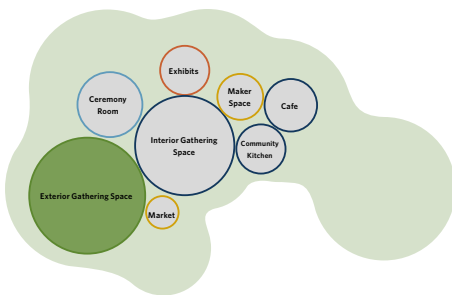 Exhibits
Ceremony
Room
Maker
Space
Cafe
Interior Gathering
Space
Community
Kitchen
Exterior Gathering Space
Market